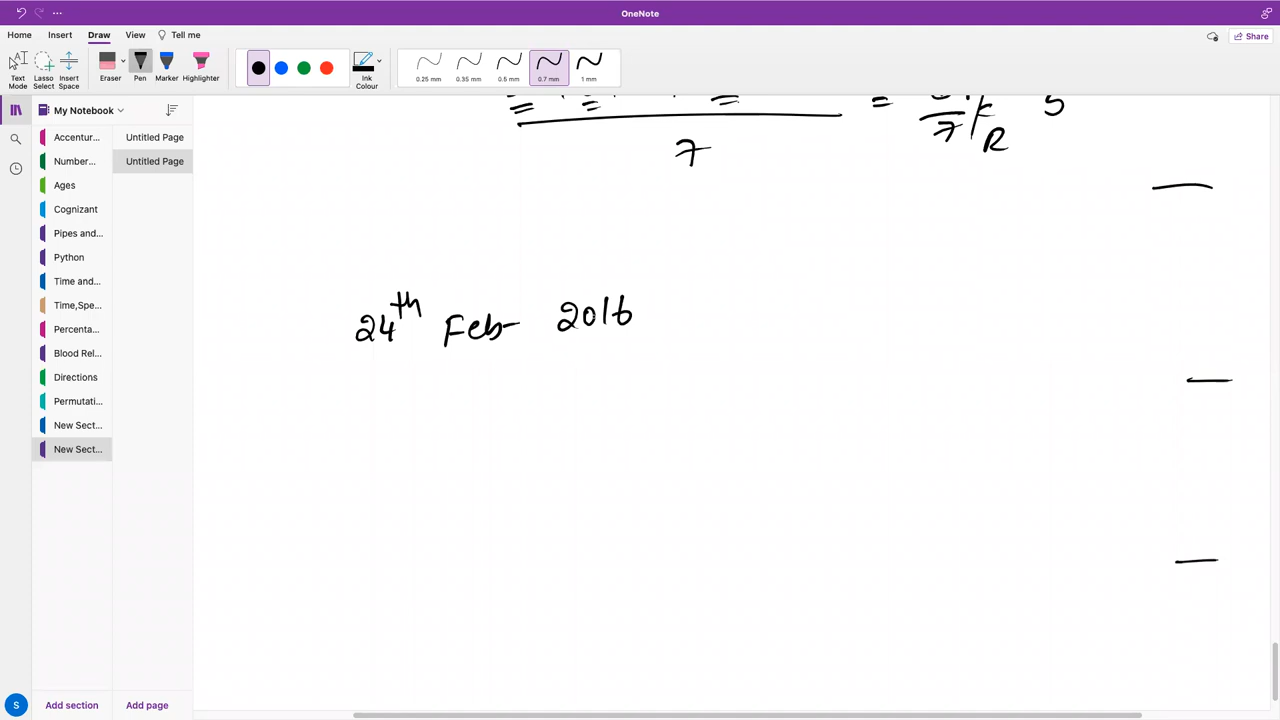 OneNote
Home Insert Draw View Tell me
Share
Text Mode
Lasso Select
Insert Space
Eraser
Pen
Marker
Highlighter
Ink Colour
0.25 mm
0.35 mm
0.5 mm
0.7 mm
1 mm
My Notebook
Accentur...
Untitled Page
Number...
Untitled Page
Ages
Cognizant
Pipes and...
Python
Time and...
Time,Spe...
Percenta...
Blood Rel...
Directions
Permutati...
New Sect...
New Sect...
=
7
7
R
5
24th Feb 2016
S
Add section
Add page